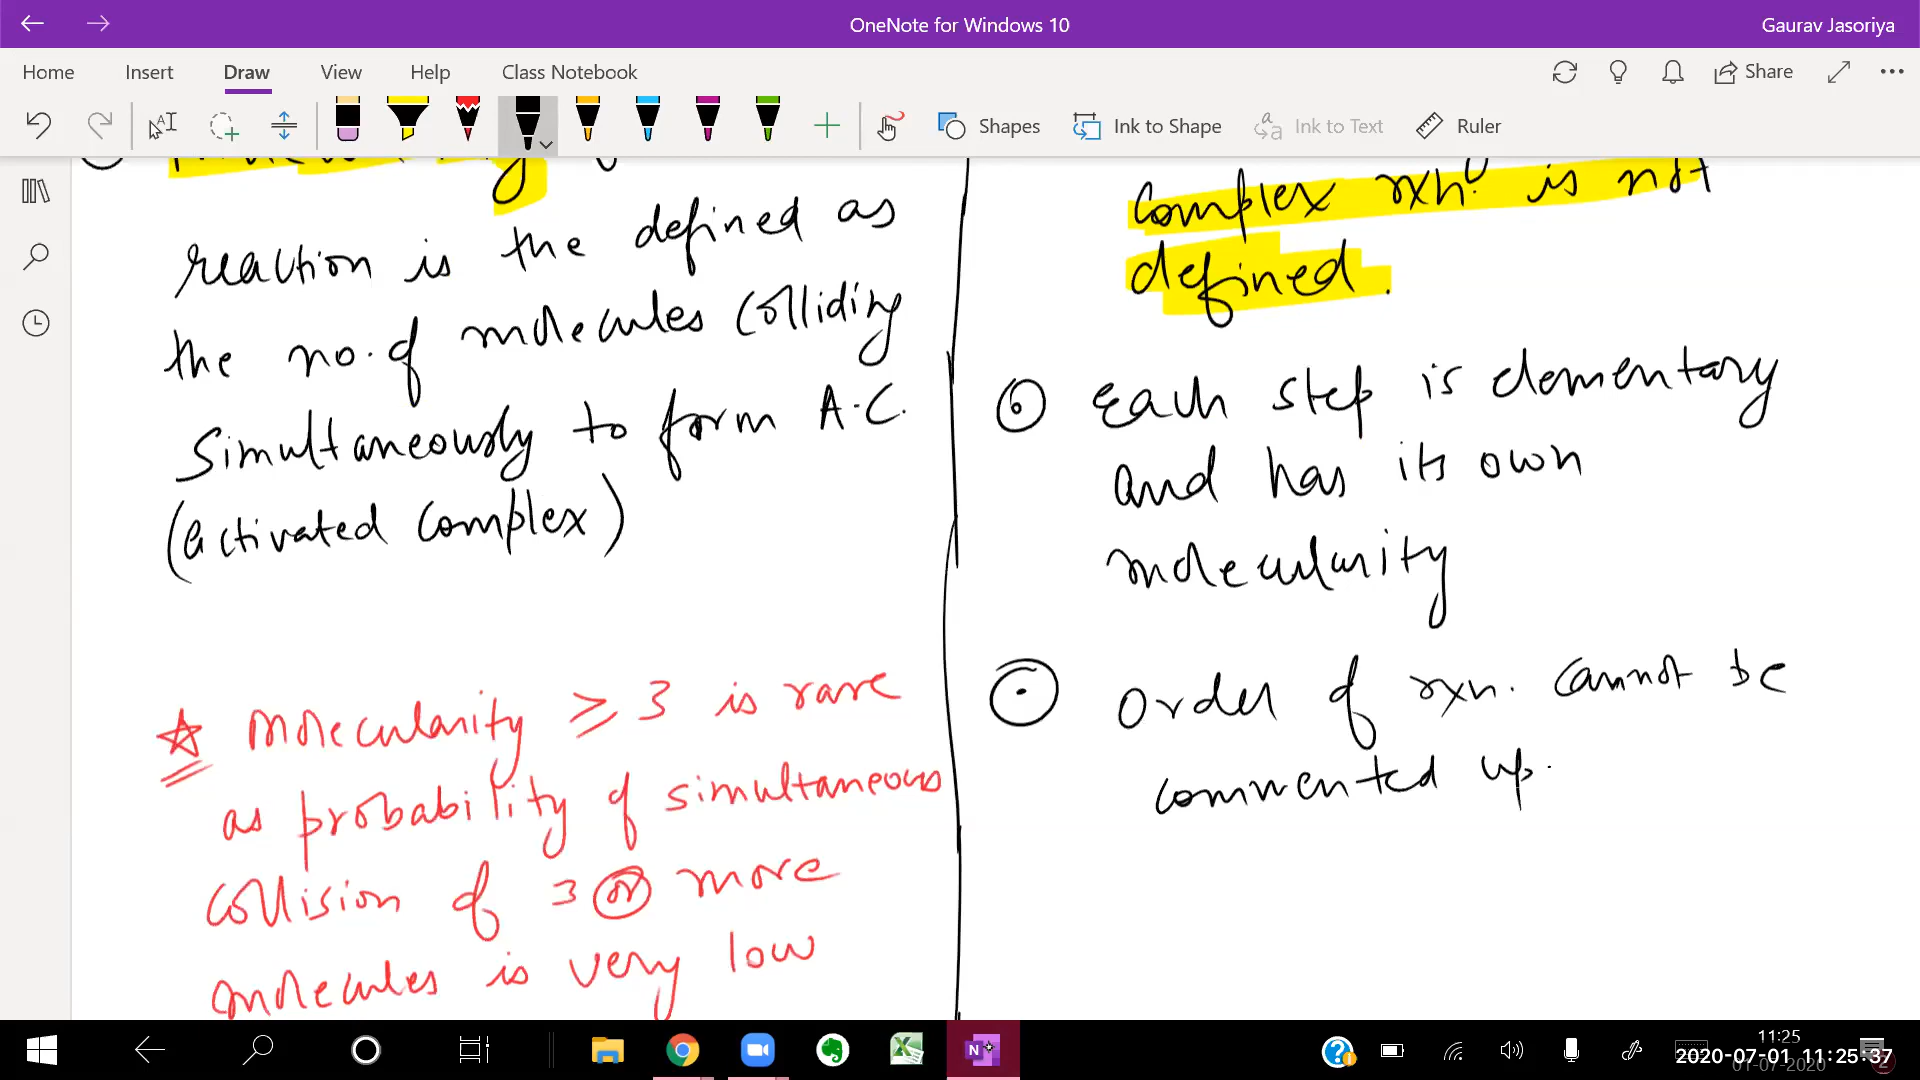 OneNote for Windows 10
Gaurav Jasoriya
Home Insert Draw View Help Class Notebook
Share
Shapes Ink to Shape Ink to Text Ruler
reaction is the defined as
the no. of molecules colliding
simultaneously to form A.C.
(activated complex)
☆ Molecularity ≥ 3 is rare
as probability of simultaneous
collision of 3 or more
molecules is very low
complex rxn. is not
defined.
Each step is elementary
and has its own
molecularity
order of rxn. cannot be
commented up.
11:25
2020-07-01 11:25:37
01-07-2020
2